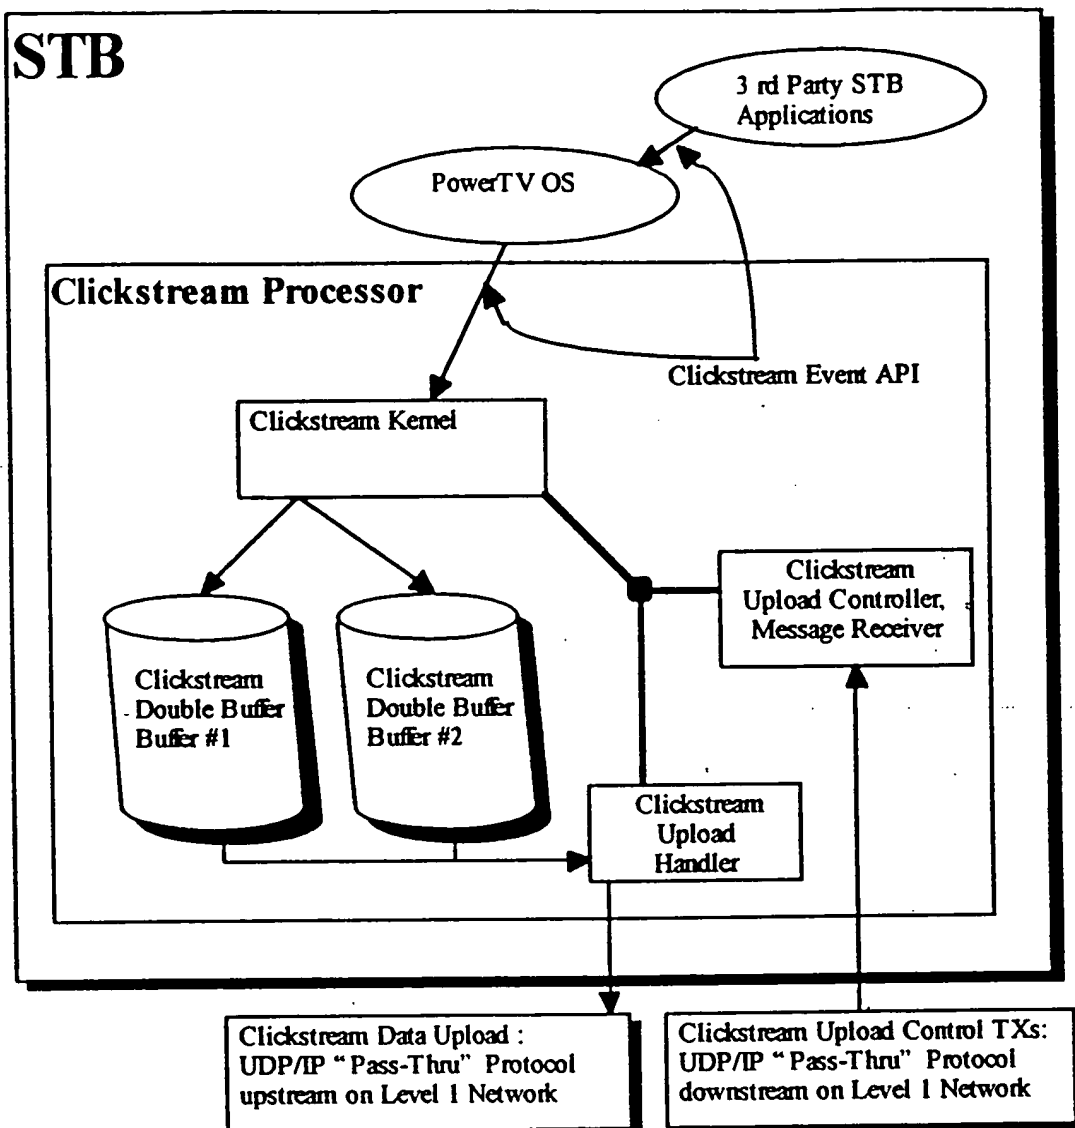 STB
3 rd Party STB
Applications
PowerTV OS
Clickstream Processor
Clickstream Event API
Clickstream Kernel
Clickstream
Upload Controller,
Message Receiver
Clickstream
Double Buffer
Buffer #1
Clickstream
Double Buffer
Buffer #2
Clickstream
Upload
Handler
Clickstream Data Upload :
UDP/IP “Pass-Thru” Protocol
upstream on Level 1 Network
Clickstream Upload Control TXs:
UDP/IP “Pass-Thru” Protocol
downstream on Level 1 Network